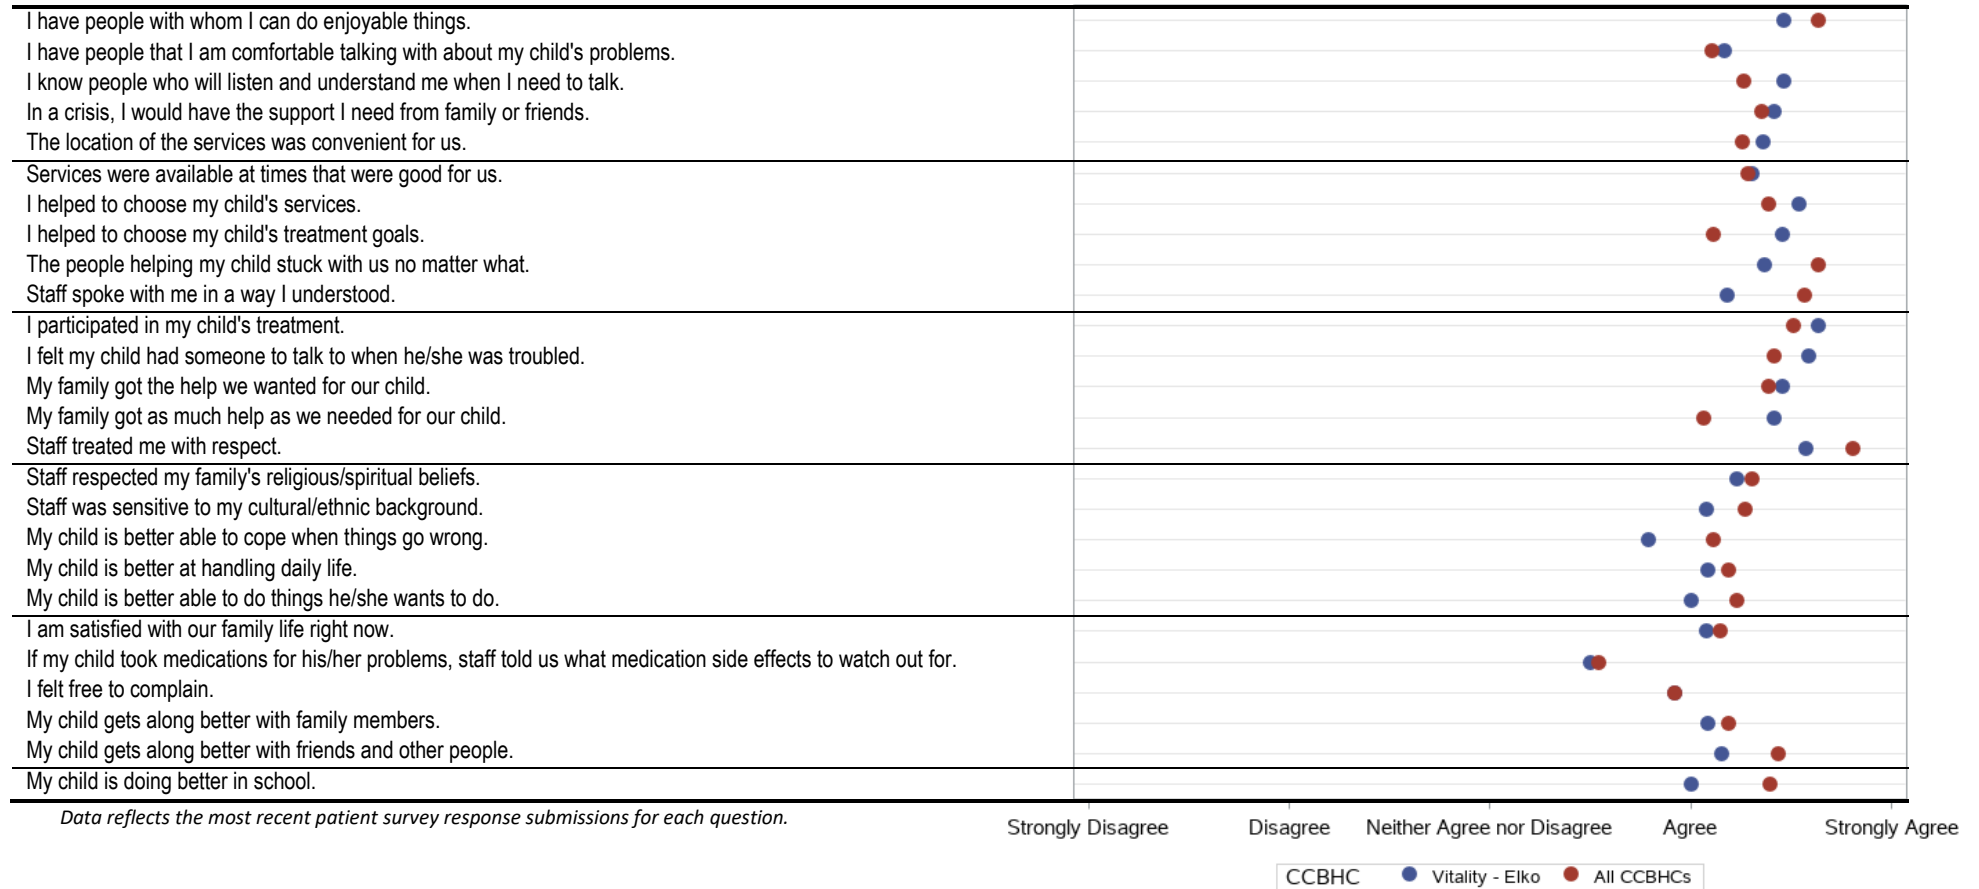 I have people with whom I can do enjoyable things.
I have people that I am comfortable talking with about my child's problems.
I know people who will listen and understand me when I need to talk.
In a crisis, I would have the support I need from family or friends.
The location of the services was convenient for us.
Services were available at times that were good for us.
I helped to choose my child's services.
I helped to choose my child's treatment goals.
The people helping my child stuck with us no matter what.
Staff spoke with me in a way I understood.
I participated in my child's treatment.
I felt my child had someone to talk to when he/she was troubled.
My family got the help we wanted for our child.
My family got as much help as we needed for our child.
Staff treated me with respect.
Staff respected my family's religious/spiritual beliefs.
Staff was sensitive to my cultural/ethnic background.
My child is better able to cope when things go wrong.
My child is better at handling daily life.
My child is better able to do things he/she wants to do.
I am satisfied with our family life right now.
If my child took medications for his/her problems, staff told us what medication side effects to watch out for.
I felt free to complain.
My child gets along better with family members.
My child gets along better with friends and other people.
My child is doing better in school.
Data reflects the most recent patient survey response submissions for each question.
Strongly Disagree Disagree Neither Agree nor Disagree Agree Strongly Agree
CCBHC Vitality - Elko All CCBHCs